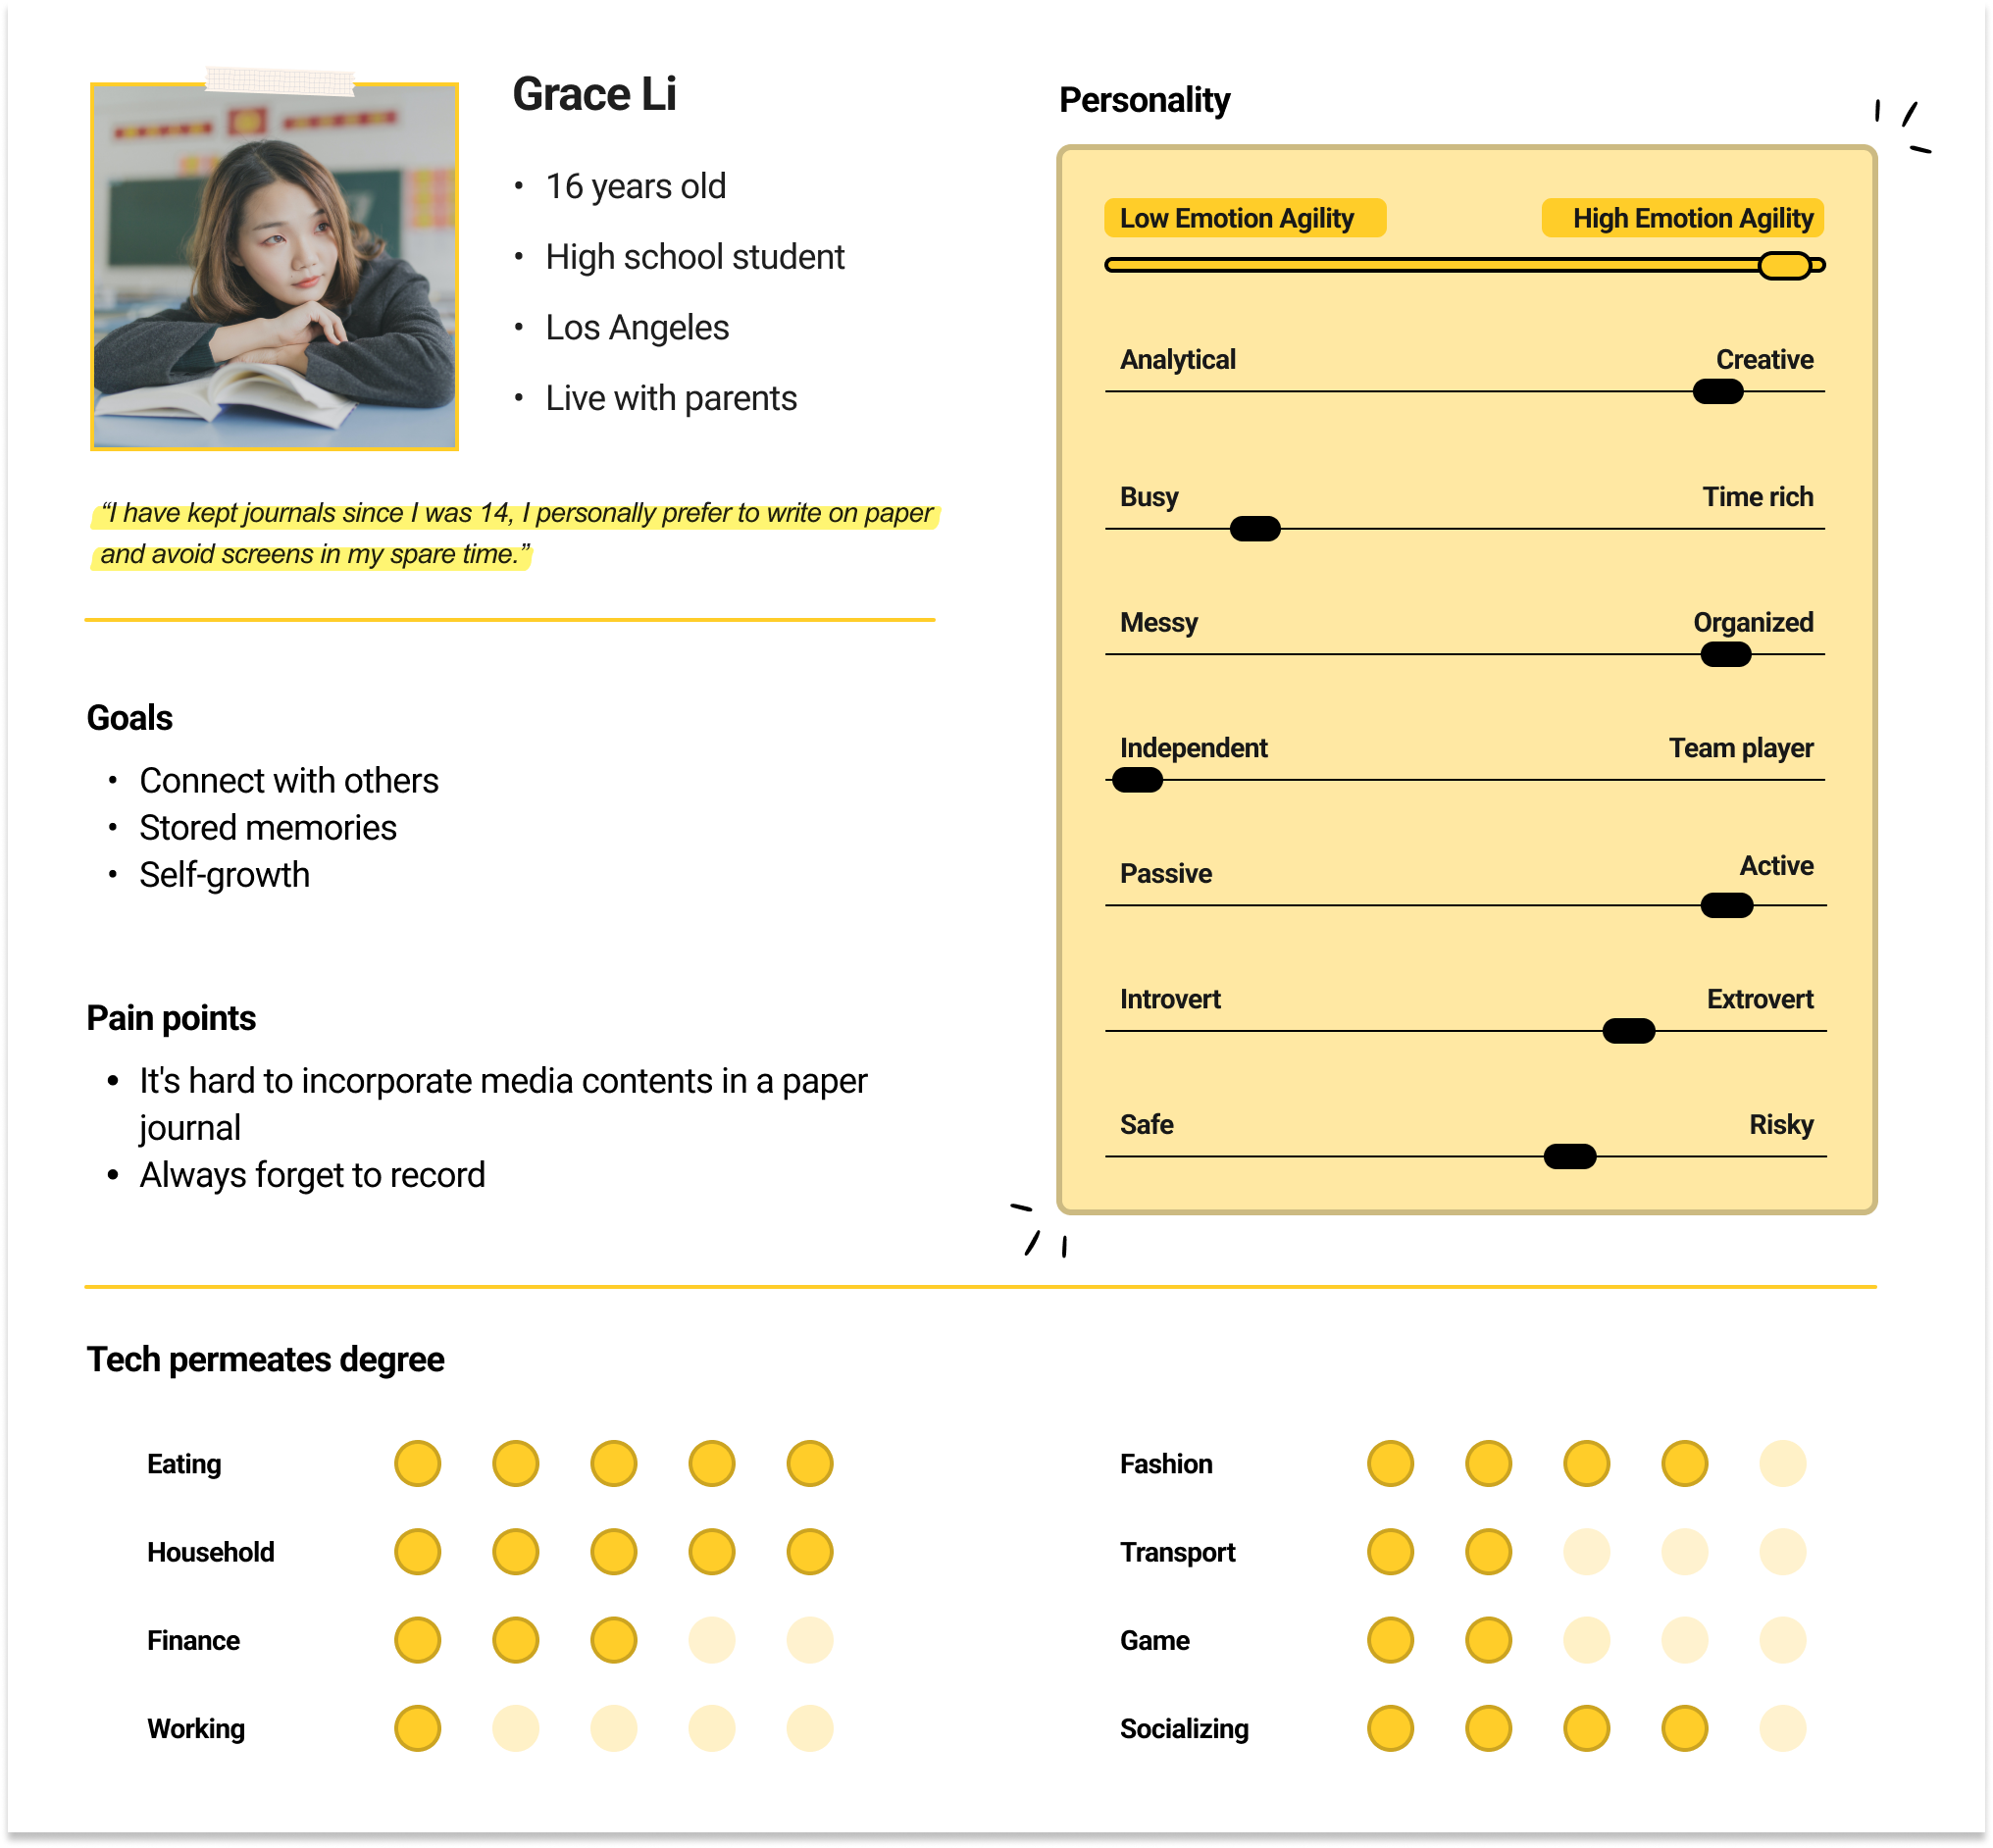 Grace Li
• 16 years old
• High school student
• Los Angeles
• Live with parents
“I have kept journals since I was 14, I personally prefer to write on paper
and avoid screens in my spare time.”
Goals
• Connect with others
• Stored memories
• Self-growth
Pain points
• It's hard to incorporate media contents in a paper
journal
• Always forget to record
Personality
Low Emotion Agility High Emotion Agility
Analytical Creative
Busy Time rich
Messy Organized
Independent Team player
Passive Active
Introvert Extrovert
Safe Risky
Tech permeates degree
Eating
Household
Finance
Working
Fashion
Transport
Game
Socializing